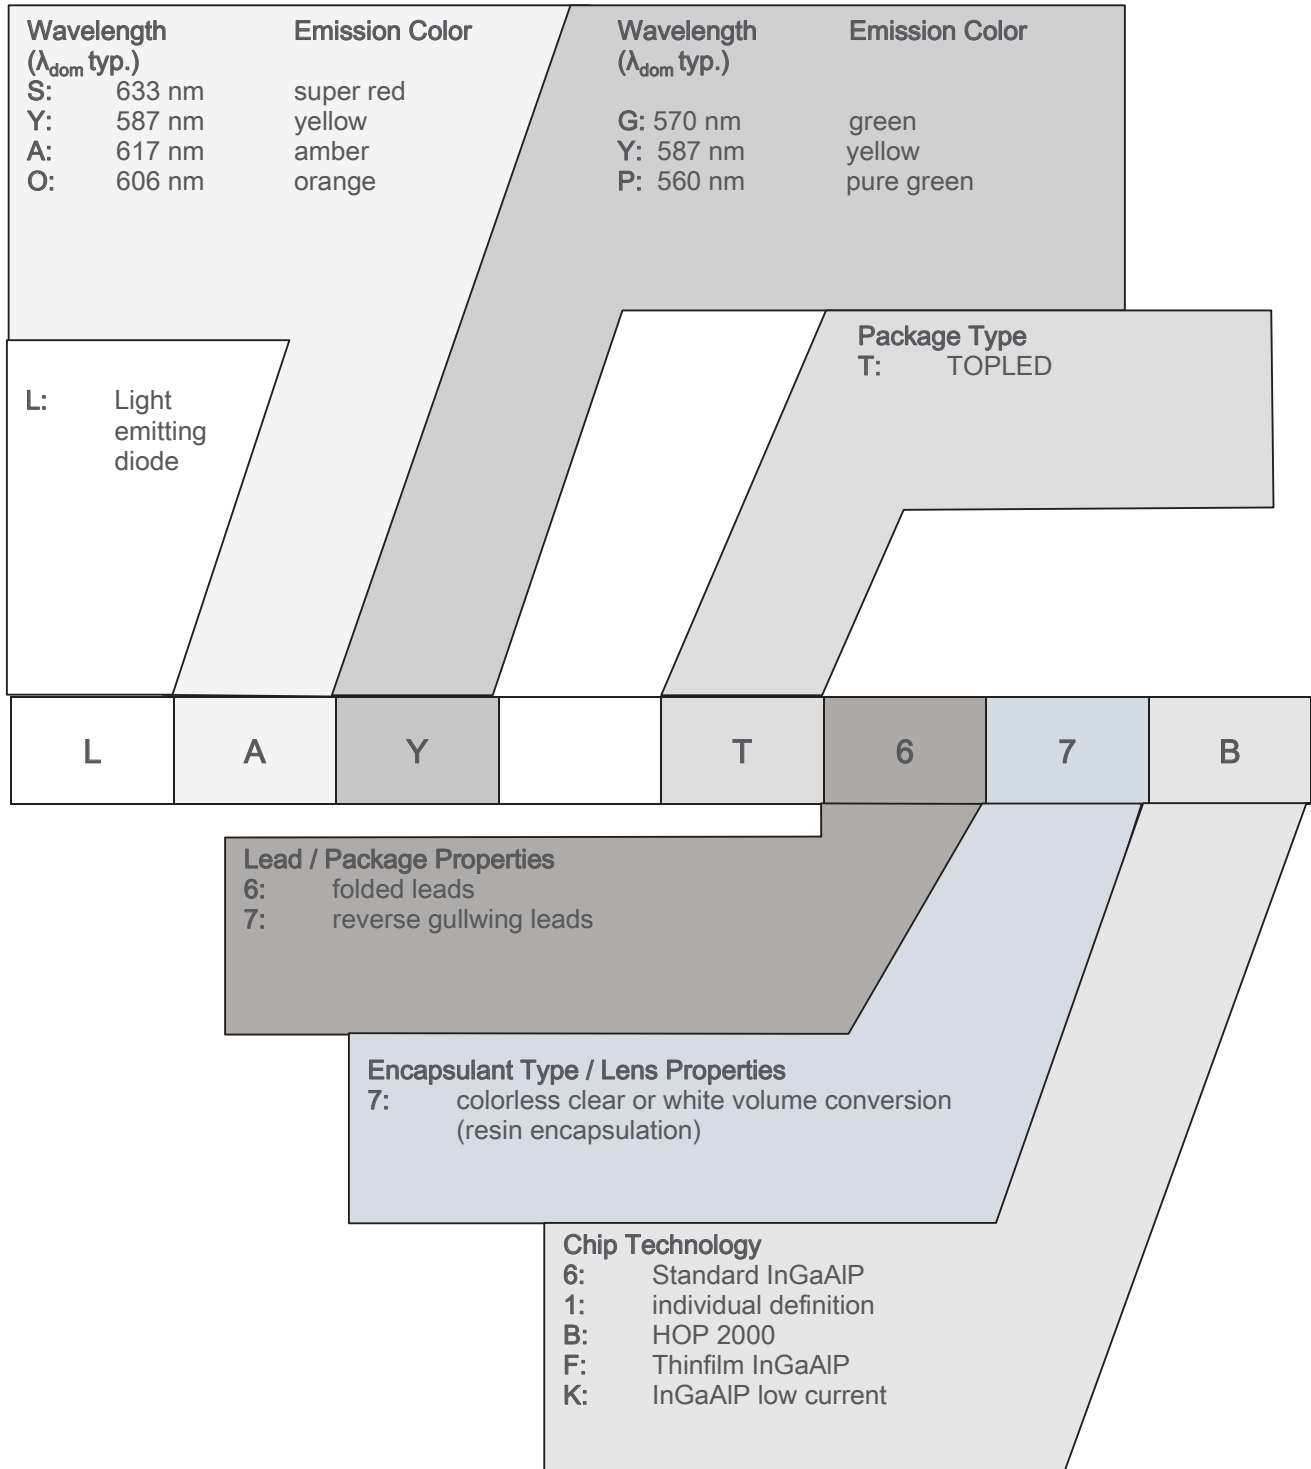 Wavelength Emission Color
(λdom typ.)
S: 633 nm super red
Y: 587 nm yellow
A: 617 nm amber
O: 606 nm orange
Wavelength Emission Color
(λdom typ.)
G: 570 nm green
Y: 587 nm yellow
P: 560 nm pure green
Package Type
T: TOPLED
L: Light
emitting
diode
L A Y T 6 7 B
Lead / Package Properties
6: folded leads
7: reverse gullwing leads
Encapsulant Type / Lens Properties
7: colorless clear or white volume conversion
(resin encapsulation)
Chip Technology
6: Standard InGaAlP
1: individual definition
B: HOP 2000
F: Thinfilm InGaAlP
K: InGaAlP low current